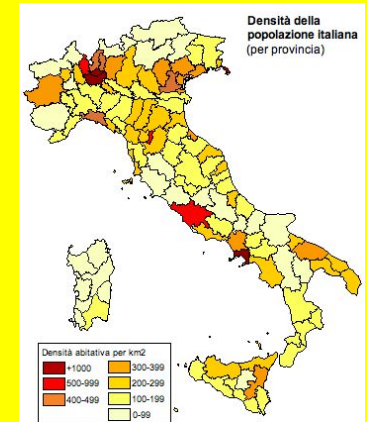 Densità della
popolazione italiana
(per provincia)
Densità abitativa per km2
+1000
500-999
400-499
300-399
200-299
100-199
0-99